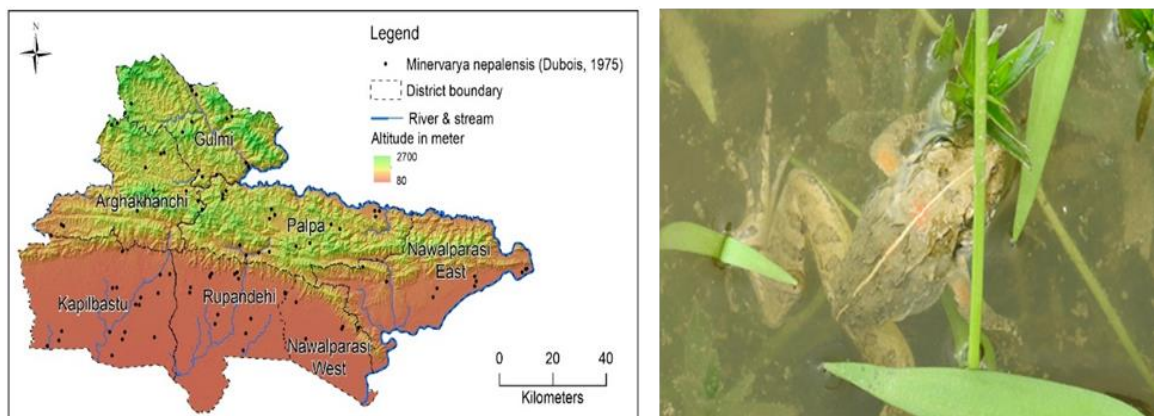 N
Legend
Minervarya nepalensis (Dubois, 1975)
District boundary
River & stream
Altitude in meter
2700
80
Gulmi
Arghakhanchi
Palpa
Nawalparasi
East
Kapilbastu
Rupandehi
Nawalparasi
West
0 20 40
Kilometers